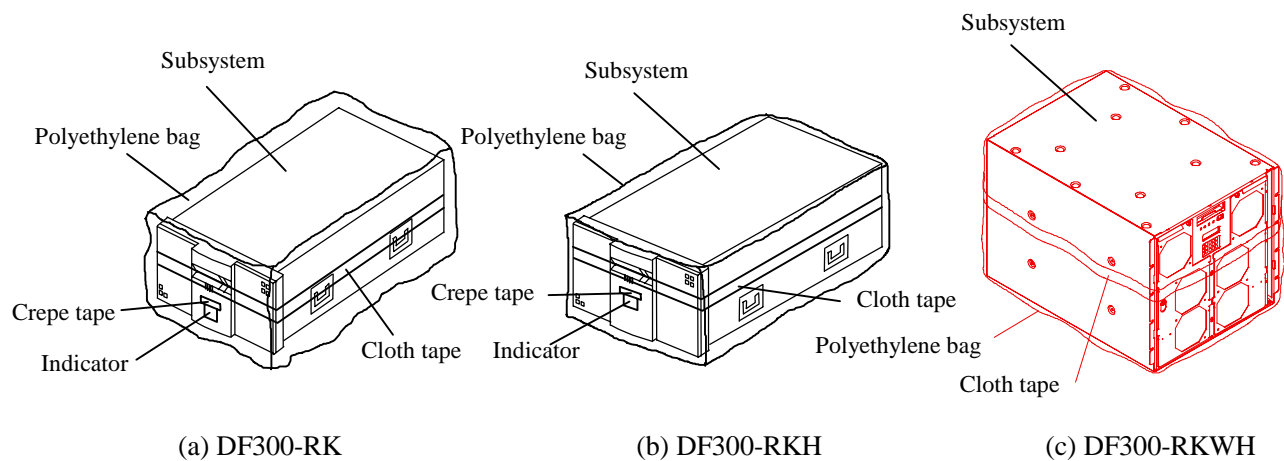 Subsystem
Polyethylene bag
Crepe tape
Indicator
Cloth tape
(a) DF300-RK
Subsystem
Polyethylene bag
Crepe tape
Indicator
Cloth tape
(b) DF300-RKH
Subsystem
Polyethylene bag
Cloth tape
(c) DF300-RKWH